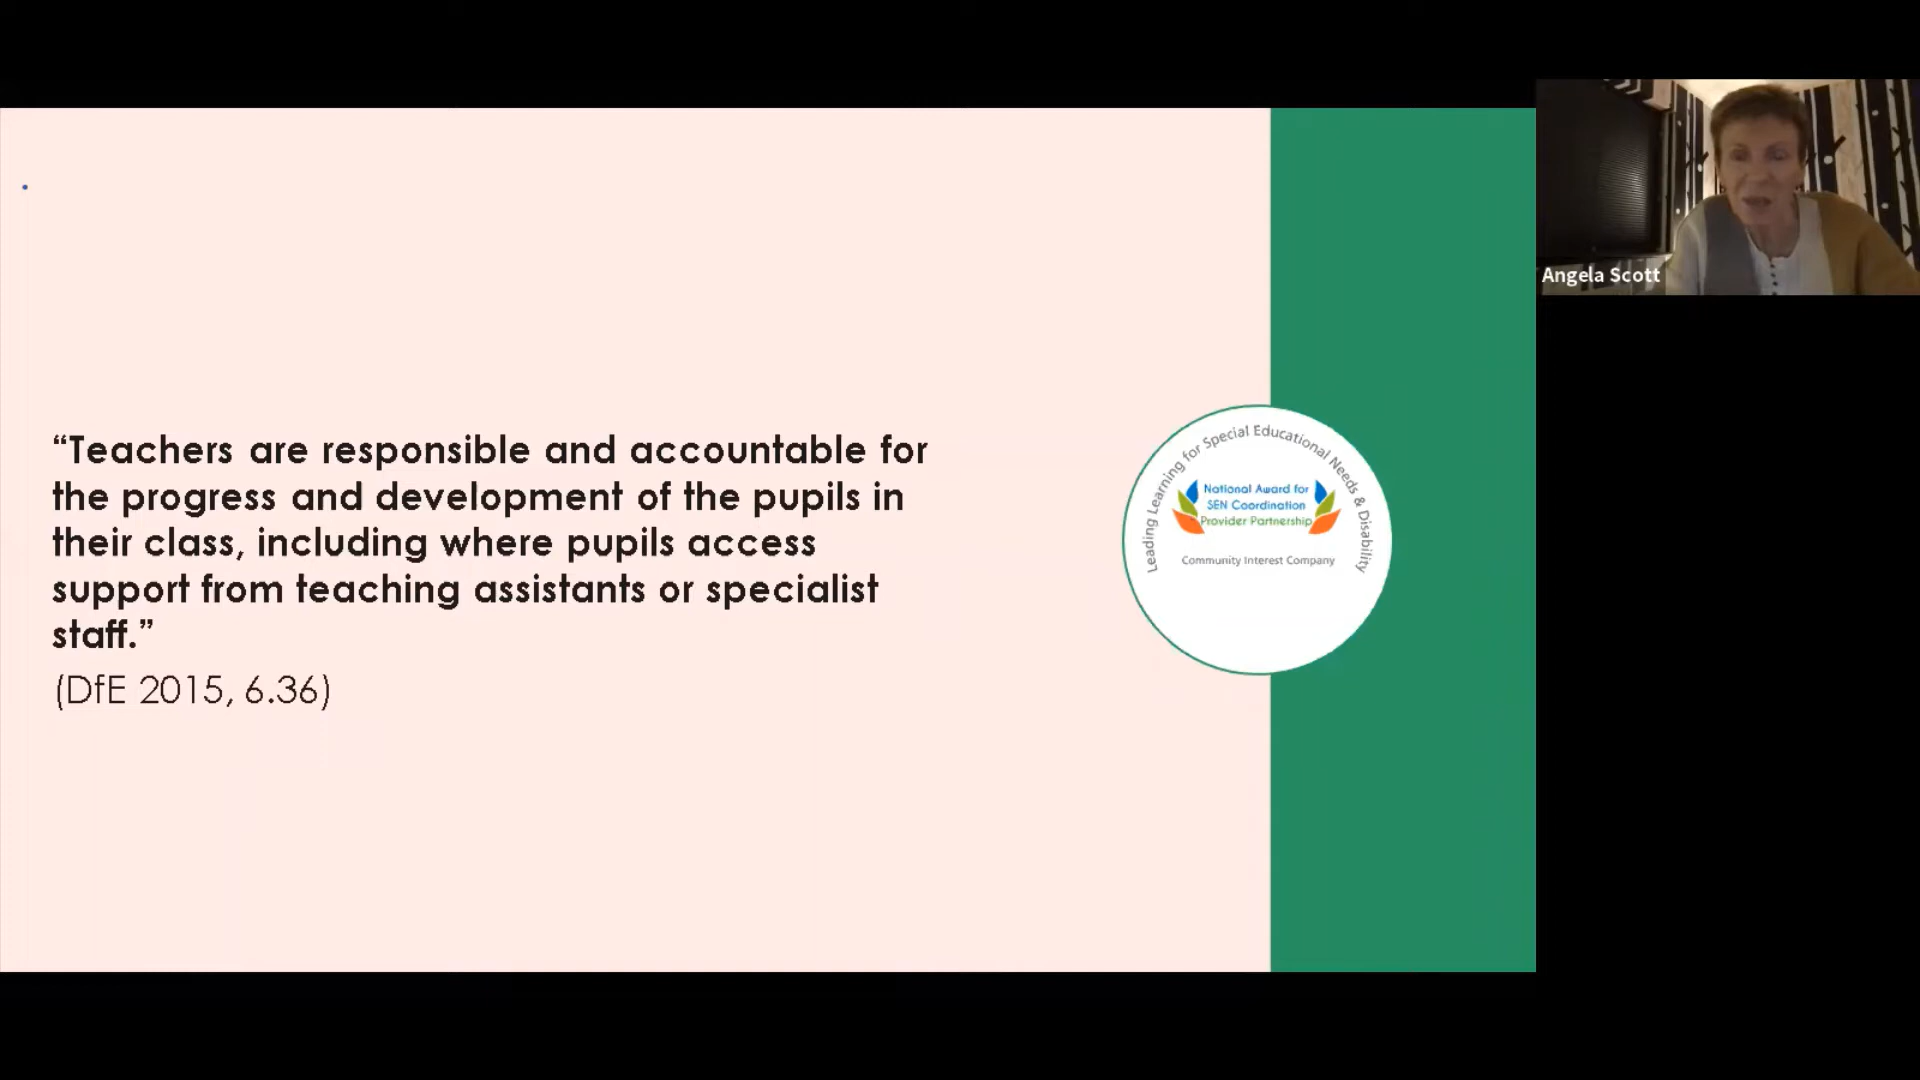 “Teachers are responsible and accountable for
the progress and development of the pupils in
their class, including where pupils access
support from teaching assistants or specialist
staff.”
(DfE 2015, 6.36)
Leading Learning for Special Educational Needs & Disability
National Award for
SEN Coordination
Provider Partnership
Community Interest Company
Angela Scott